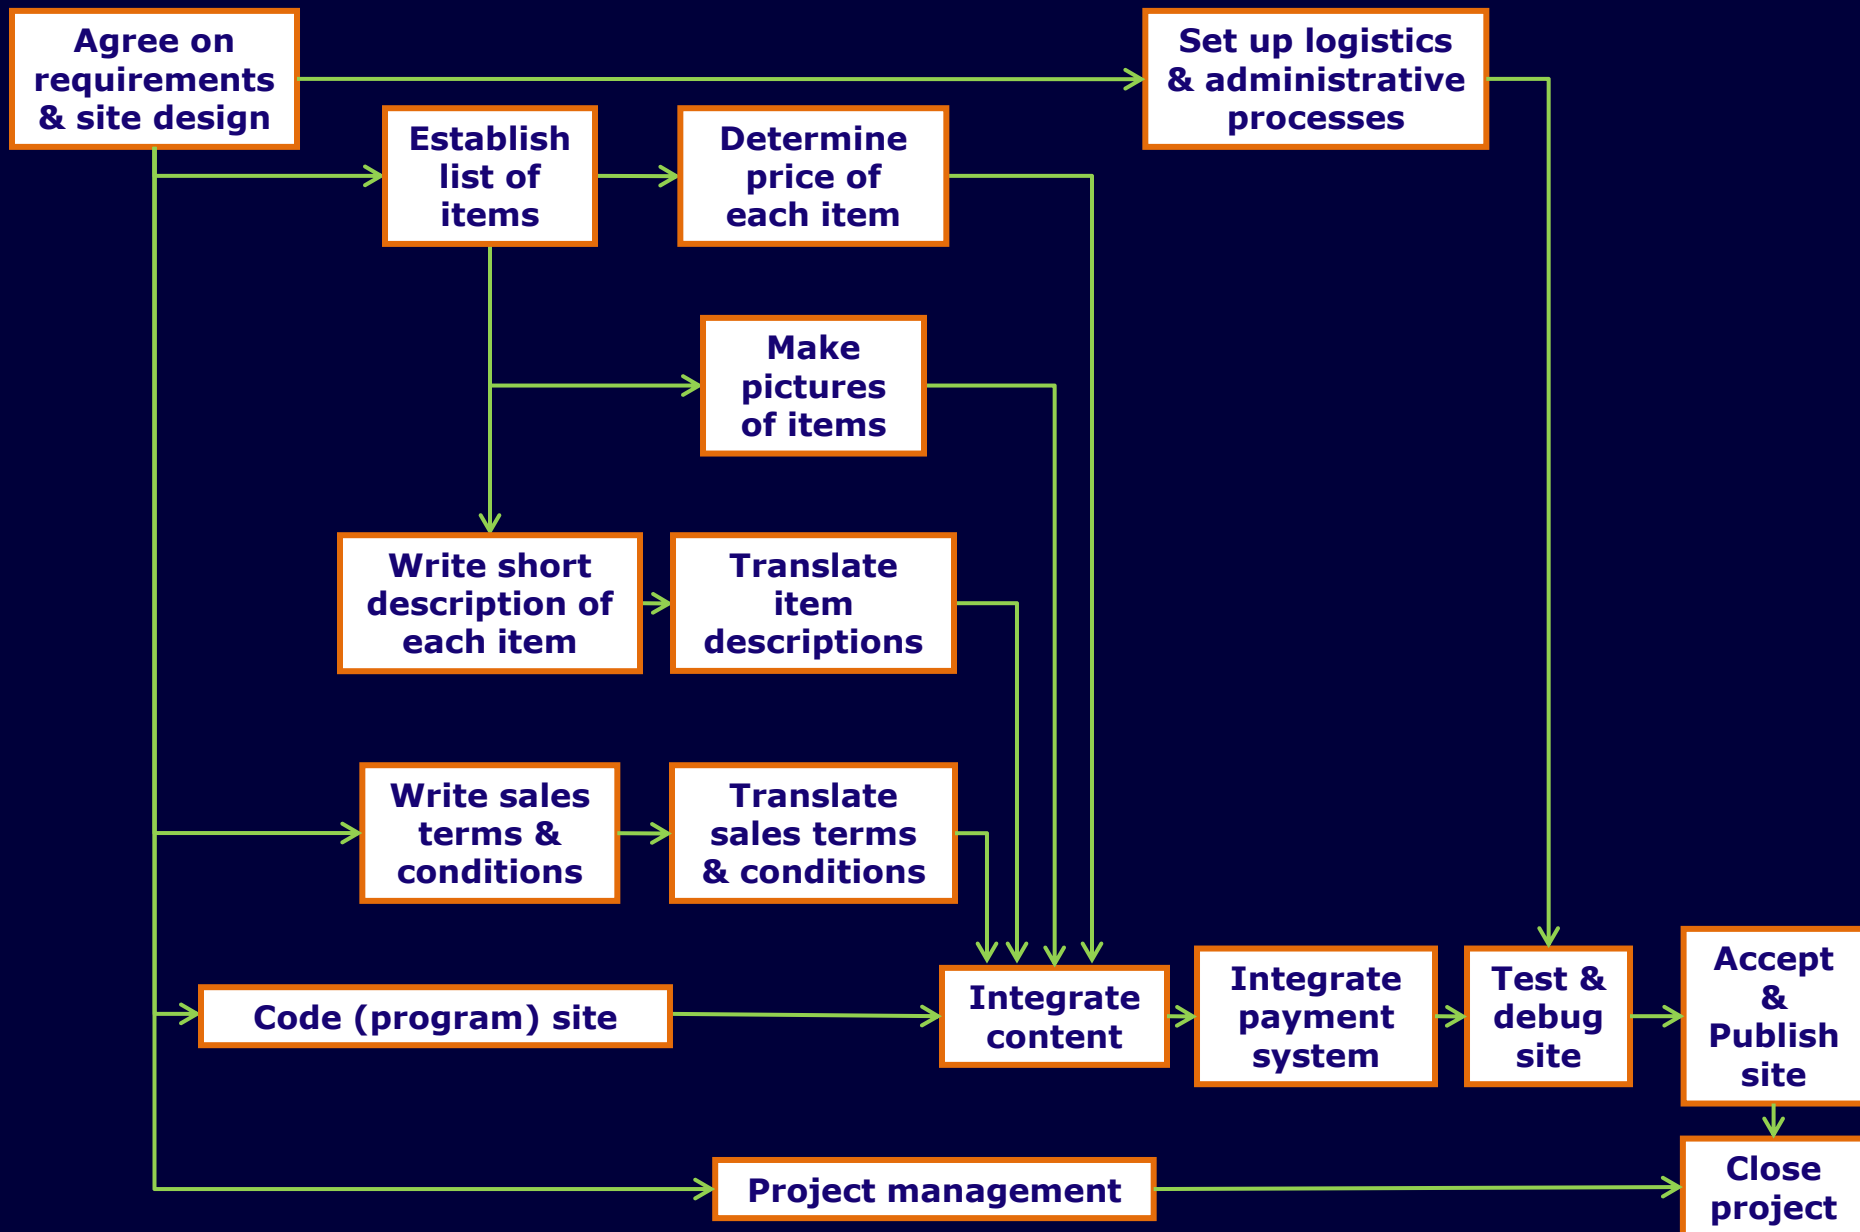 Agree on
requirements
& site design
Set up logistics
& administrative
processes
Establish
list of
items
Determine
price of
each item
Make
pictures
of items
Write short
description of
each item
Translate
item
descriptions
Write sales
terms &
conditions
Translate
sales terms
& conditions
Code (program) site
Integrate
content
Integrate
payment
system
Test &
debug
site
Accept
&
Publish
site
Project management
Close
project